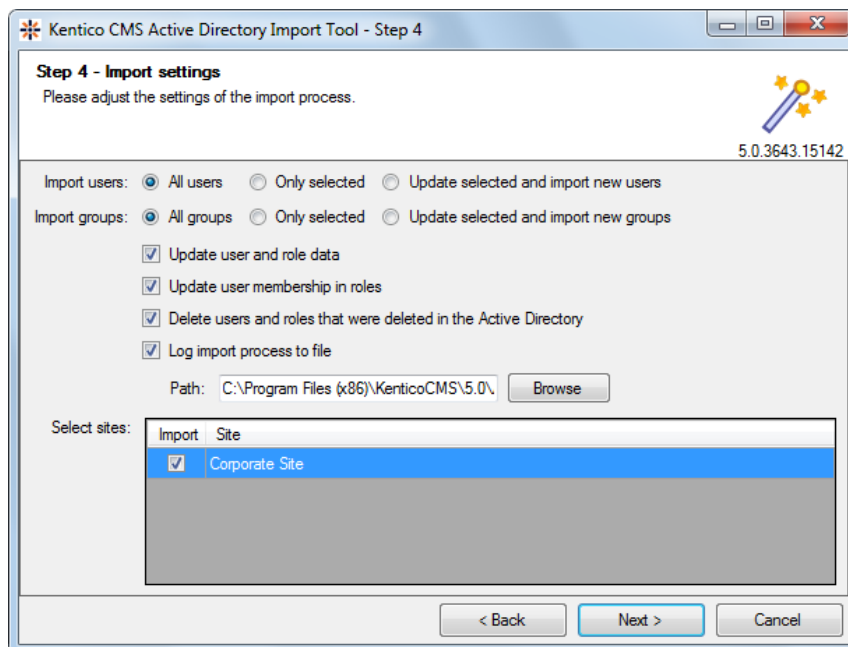 Kentico CMS Active Directory Import Tool - Step 4
Step 4 - Import settings
Please adjust the settings of the import process.
5.0.3643.15142
Import users: All users Only selected Update selected and import new users
Import groups: All groups Only selected Update selected and import new groups
Update user and role data
Update user membership in roles
Delete users and roles that were deleted in the Active Directory
Log import process to file
Path: C:\Program Files (x86)\KenticoCMS\5.0\ Browse
Select sites:
Import Site
Corporate Site
< Back Next > Cancel